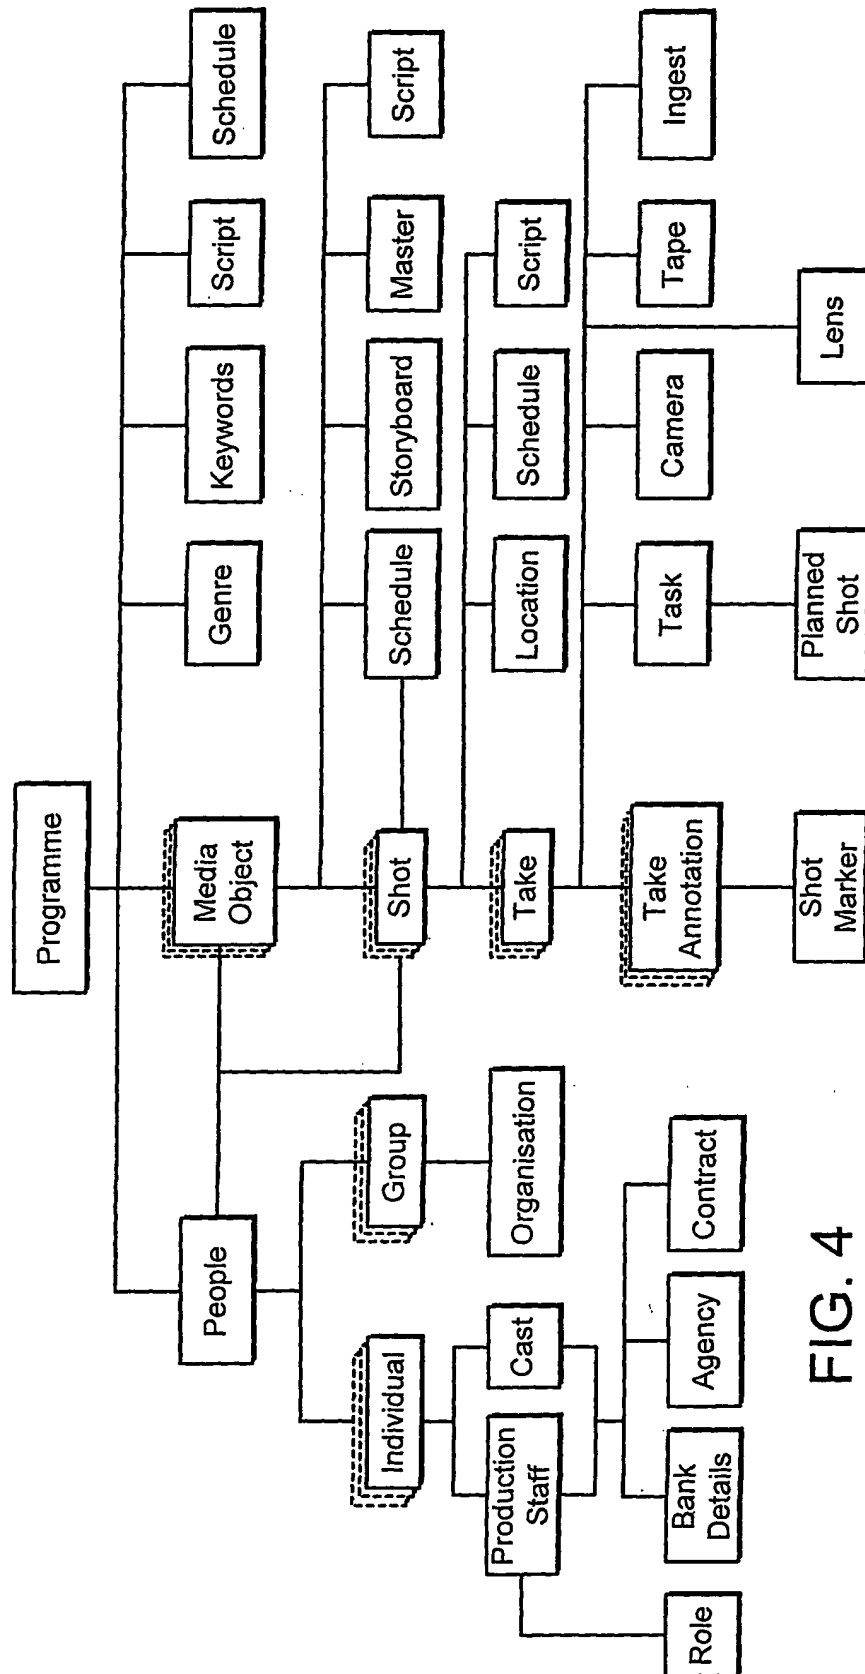 Programme
People
Media
Object
Genre
Keywords
Script
Schedule
Individual
Group
Shot
Schedule
Storyboard
Master
Script
Production
Staff
Cast
Organisation
Take
Location
Schedule
Script
Role
Bank
Details
Agency
Contract
Take
Annotation
Task
Camera
Tape
Ingest
Shot
Marker
Planned
Shot
Lens
FIG. 4